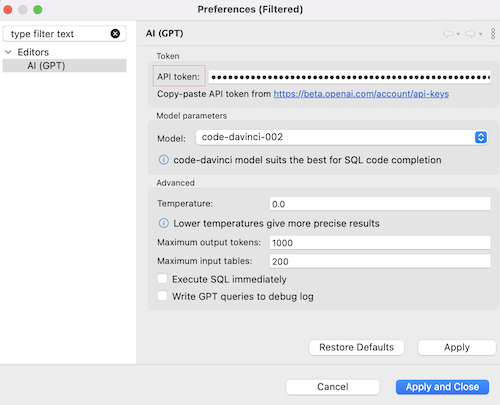 Preferences (Filtered)
type filter text
Editors
AI (GPT)
AI (GPT)
Token
API token: ••••••••••••••••••••••••••••••••••••••••••••••
Copy-paste API token from https://beta.openai.com/account/api-keys
Model parameters
Model: code-davinci-002
code-davinci model suits the best for SQL code completion
Advanced
Temperature: 0.0
Lower temperatures give more precise results
Maximum output tokens: 1000
Maximum input tables: 200
Execute SQL immediately
Write GPT queries to debug log
Restore Defaults Apply
Cancel Apply and Close